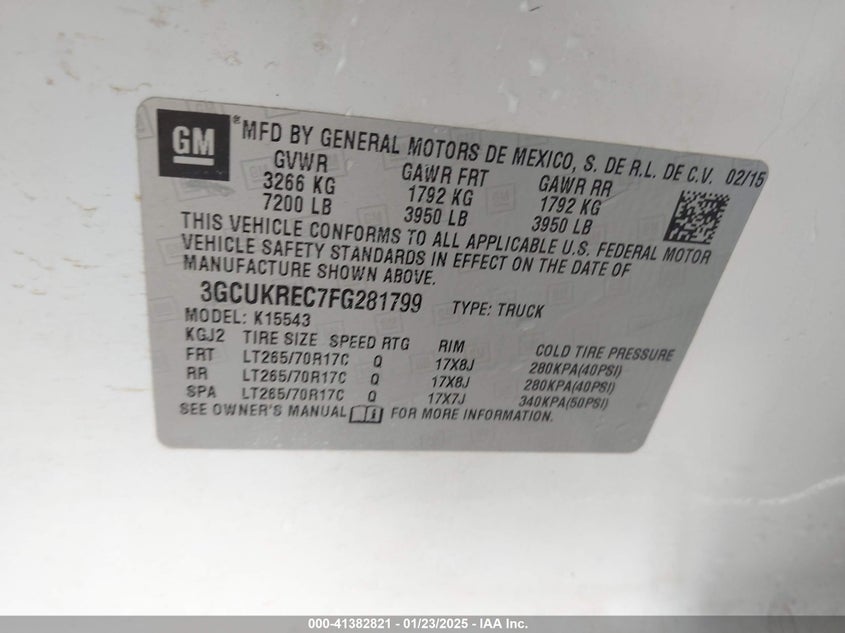 GM
®MFD BY GENERAL MOTORS DE MEXICO, S. DE R.L. DE C.V. 02/15
GVWR GAWR FRT GAWR RR
3266 KG 1792 KG 1792 KG
7200 LB 3950 LB 3950 LB
THIS VEHICLE CONFORMS TO ALL APPLICABLE U.S. FEDERAL MOTOR
VEHICLE SAFETY STANDARDS IN EFFECT ON THE DATE OF
MANUFACTURE SHOWN ABOVE.
3GCUKREC7FG281799 TYPE: TRUCK
MODEL: K15543
KGJ2 TIRE SIZE SPEED RTG RIM COLD TIRE PRESSURE
FRT LT265/70R17C Q 17X8J 280KPA(40PSI)
RR LT265/70R17C Q 17X8J 280KPA(40PSI)
SPA LT265/70R17C Q 17X7J 340KPA(50PSI)
SEE OWNER'S MANUAL FOR MORE INFORMATION.
000-41382821 - 01/23/2025 - IAA Inc.